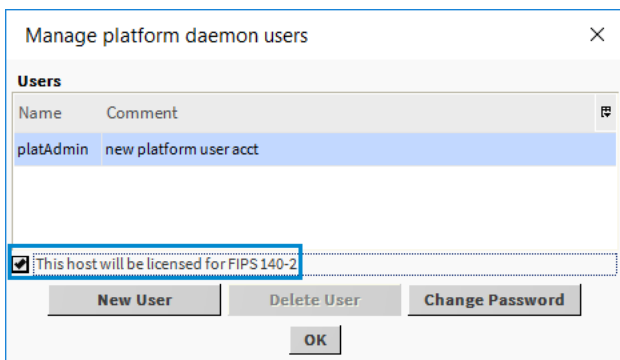 Manage platform daemon users
Users
Name Comment
platAdmin new platform user acct
This host will be licensed for FIPS 140-2
New User Delete User Change Password
OK